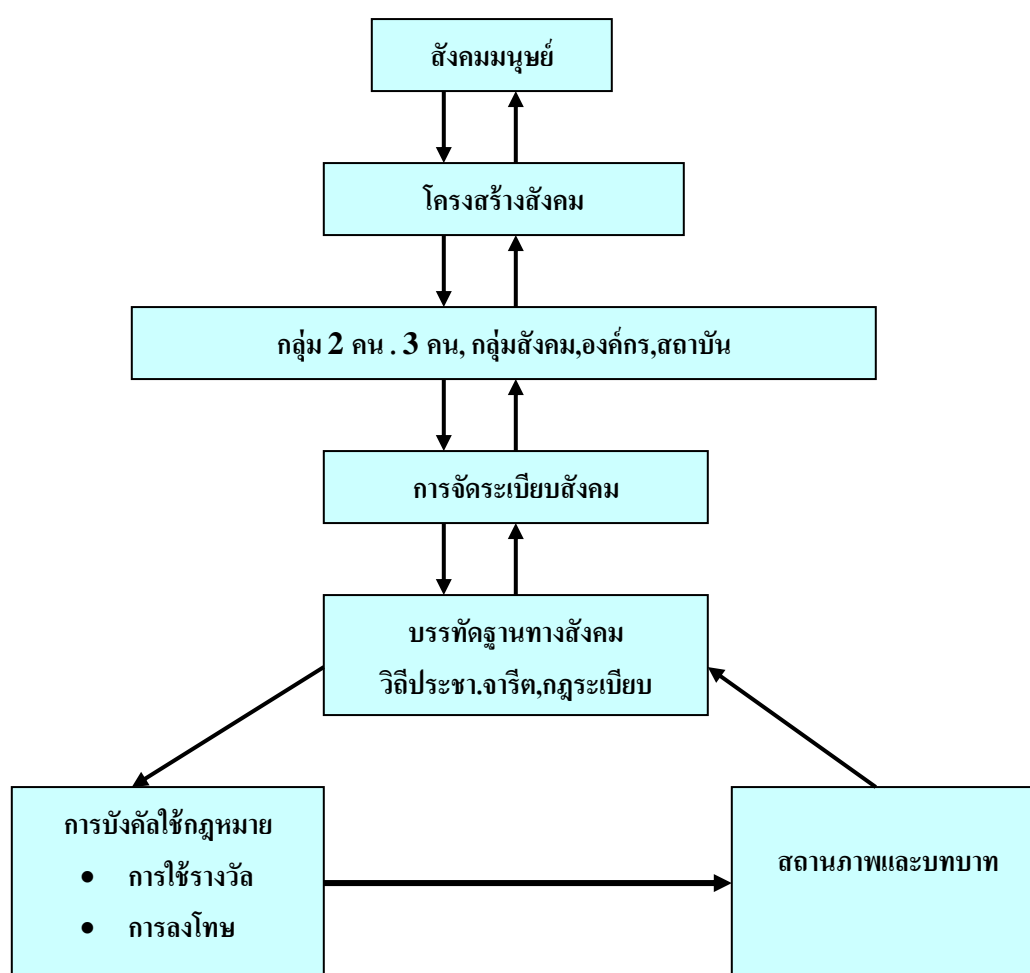 สังคมมนุษย์
โครงสร้างสังคม
กลุ่ม 2 คน . 3 คน, กลุ่มสังคม,องค์กร,สถาบัน
การจัดระเบียบสังคม
บรรทัดฐานทางสังคม
วิถีประชา.จารีต,กฎระเบียบ
การบังคัลใช้กฎหมาย
• การใช้รางวัล
• การลงโทษ
สถานภาพและบทบาท